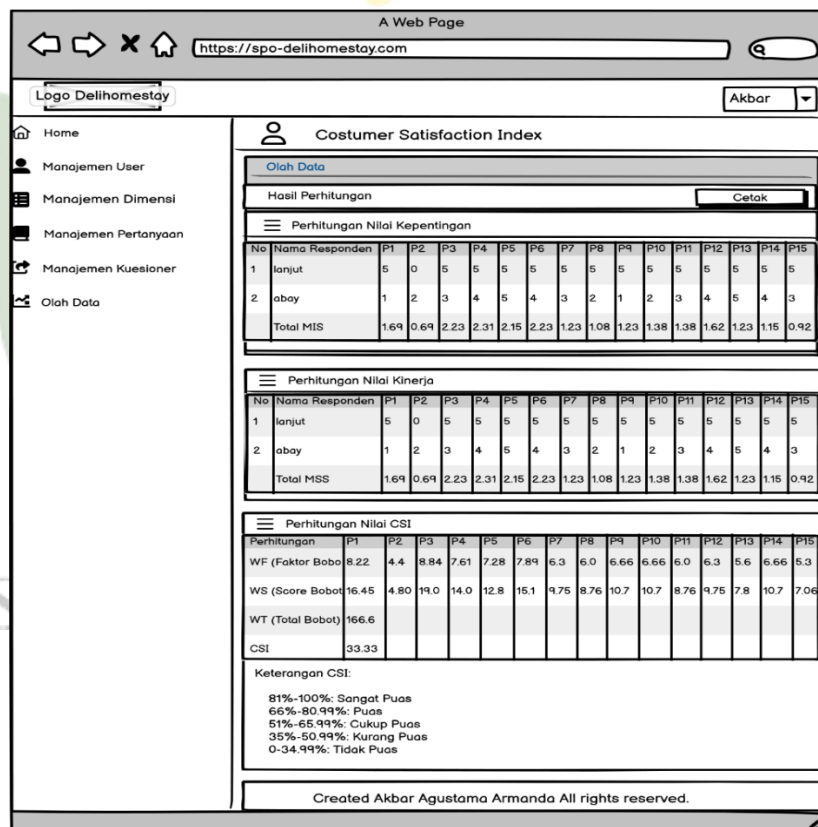 A Web Page
https://spo-delihomestay.com
Logo Delihomestay
Akbar
Home
Manajemen User
Manajemen Dimensi
Manajemen Pertanyaan
Manajemen Kuesioner
Olah Data
Costumer Satisfaction Index
Olah Data
Hasil Perhitungan Cetak
Perhitungan Nilai Kepentingan
No Nama Responden P1 P2 P3 P4 P5 P6 P7 P8 P9 P10 P11 P12 P13 P14 P15
1 lanjut 5 0 5 5 5 5 5 5 5 5 5 5 5 5 5
2 abay 1 2 3 4 5 4 3 2 1 2 3 4 5 4 3
Total MIS 1.69 0.69 2.23 2.31 2.15 2.23 1.23 1.08 1.23 1.38 1.38 1.62 1.23 1.15 0.92
Perhitungan Nilai Kinerja
No Nama Responden P1 P2 P3 P4 P5 P6 P7 P8 P9 P10 P11 P12 P13 P14 P15
1 lanjut 5 0 5 5 5 5 5 5 5 5 5 5 5 5 5
2 abay 1 2 3 4 5 4 3 2 1 2 3 4 5 4 3
Total MSS 1.69 0.69 2.23 2.31 2.15 2.23 1.23 1.08 1.23 1.38 1.38 1.62 1.23 1.15 0.92
Perhitungan Nilai CSI
Perhitungan P1 P2 P3 P4 P5 P6 P7 P8 P9 P10 P11 P12 P13 P14 P15
WF (Faktor Bobo 8.22 4.4 8.84 7.61 7.28 7.89 6.3 6.0 6.66 6.66 6.0 6.3 5.6 6.66 5.3
WS (Score Bobot 16.45 4.80 19.0 14.0 12.8 15.1 9.75 8.76 10.7 10.7 8.76 9.75 7.8 10.7 7.06
WT (Total Bobot) 166.6
CSI 33.33
Keterangan CSI:
81%-100%: Sangat Puas
66%-80.99%: Puas
51%-65.99%: Cukup Puas
35%-50.99%: Kurang Puas
0-34.99%: Tidak Puas
Created Akbar Agustama Armanda All rights reserved.